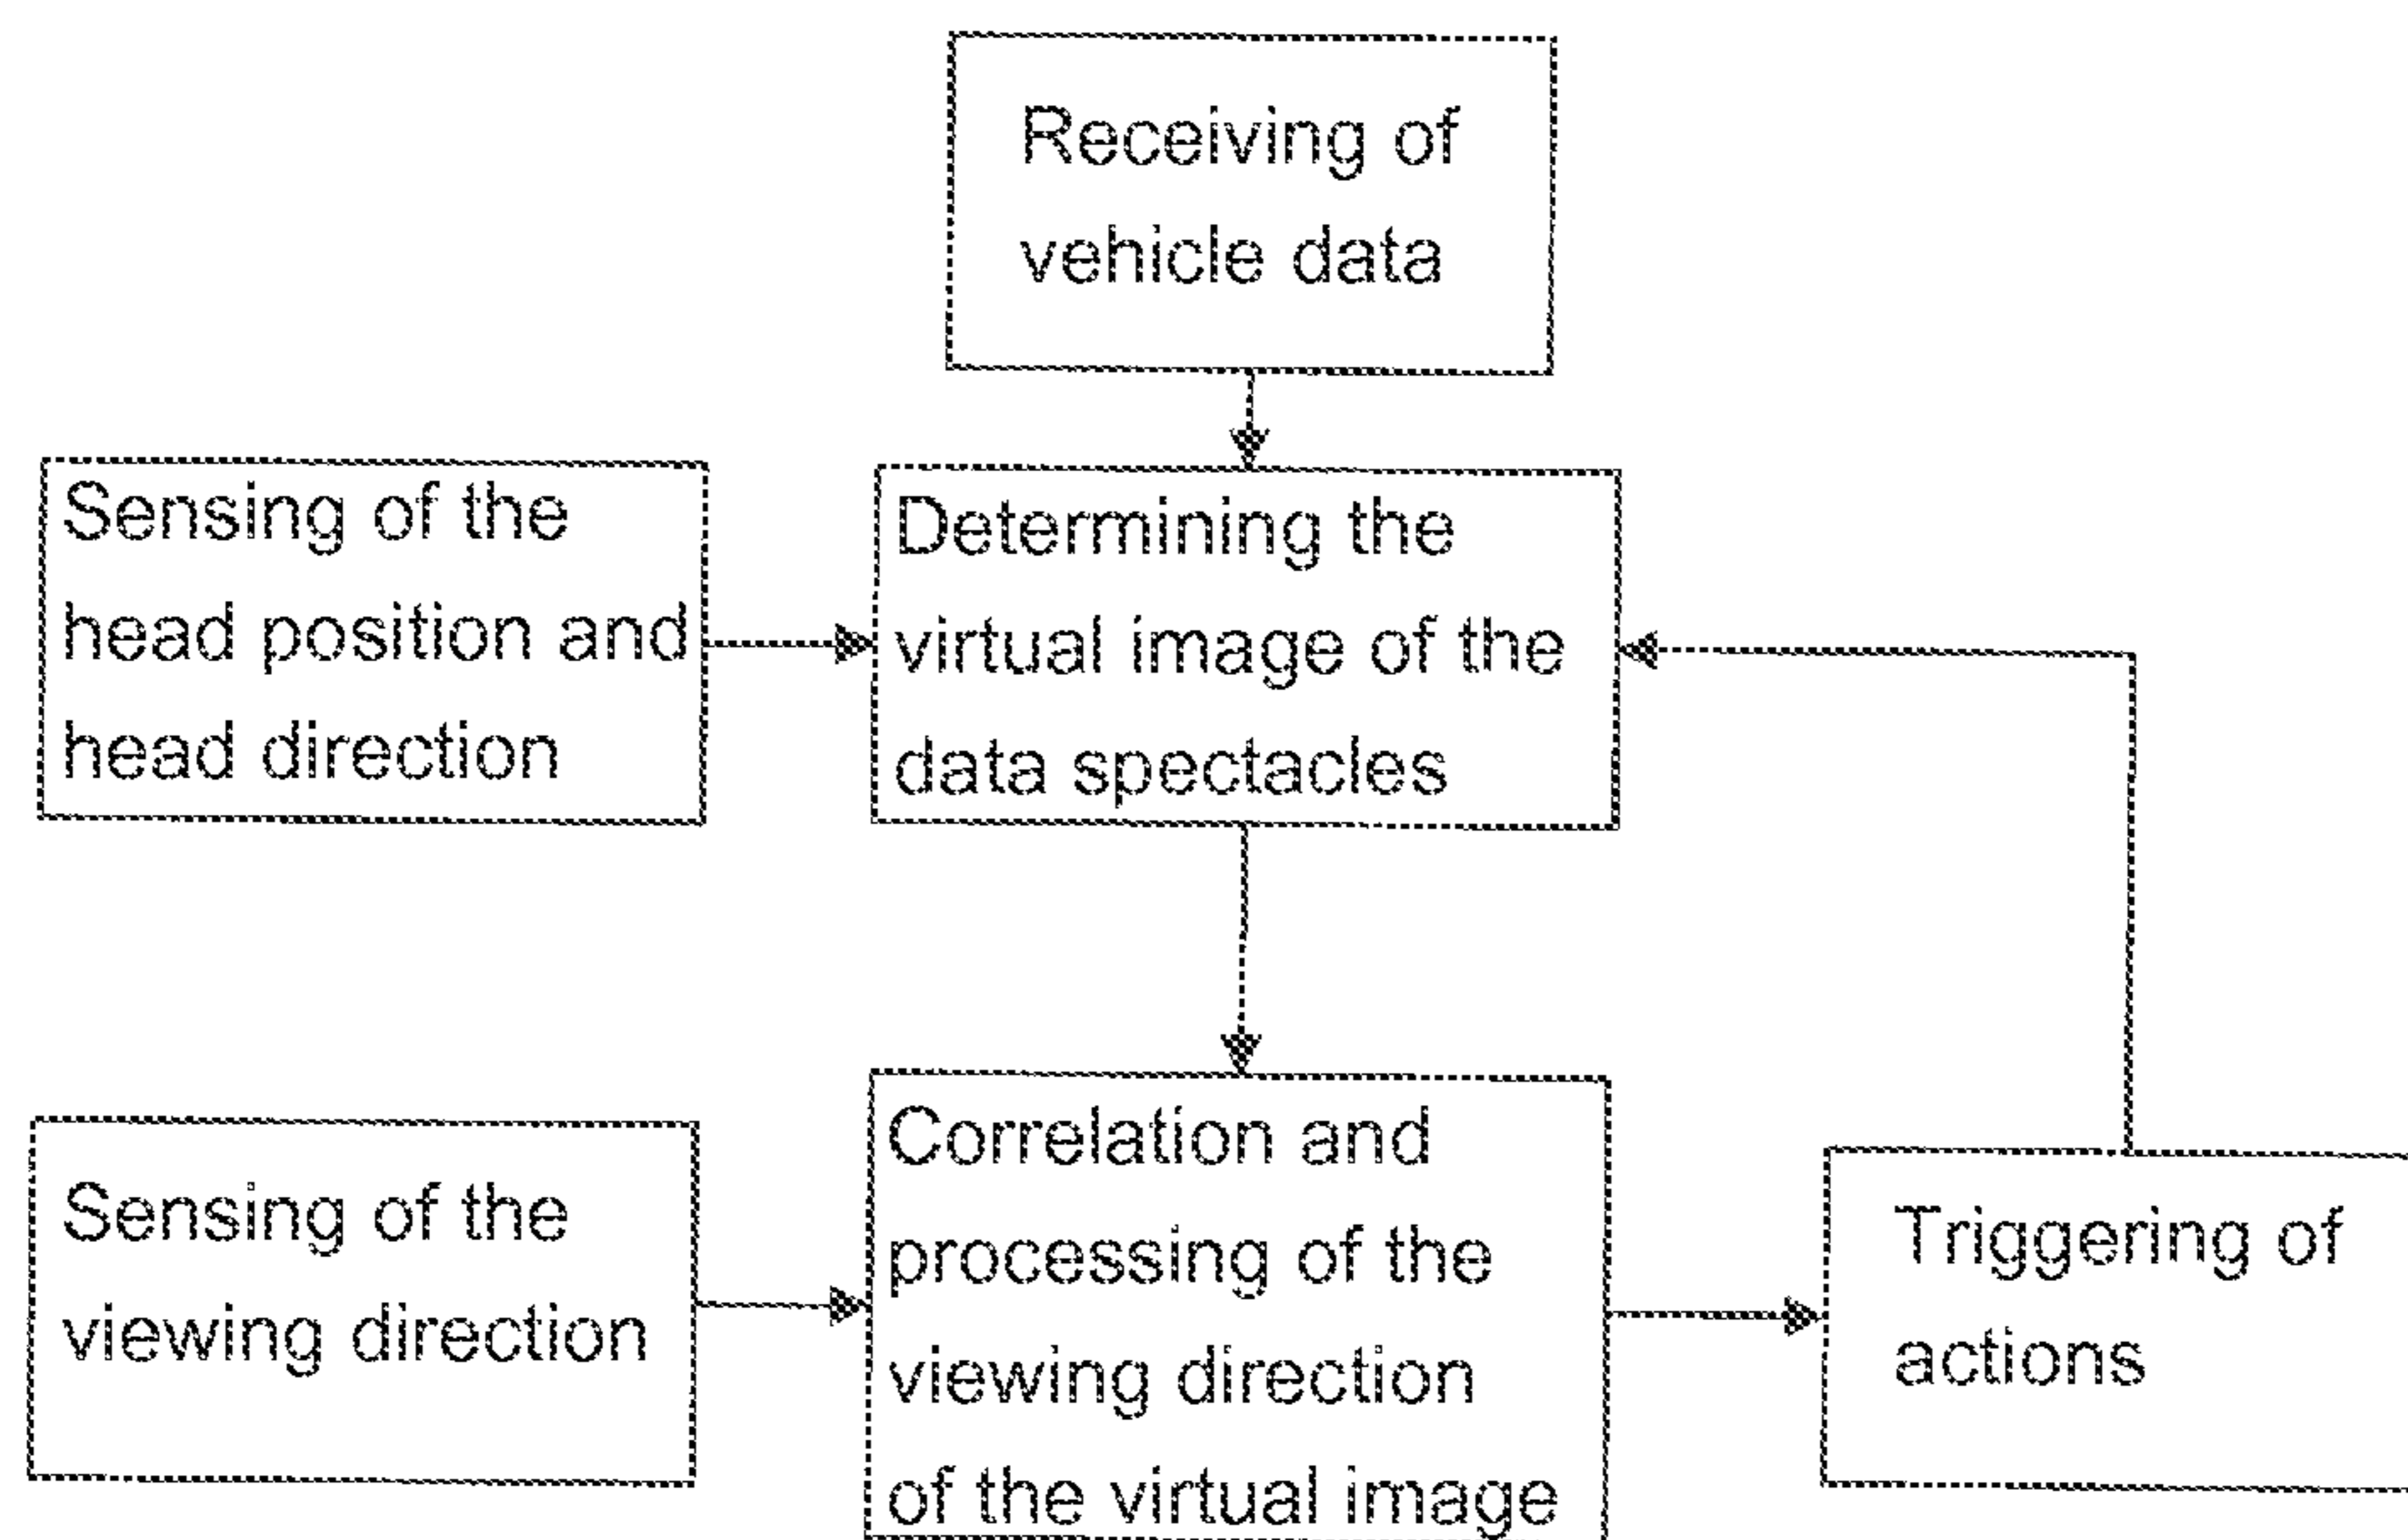 Receiving of
vehicle data
Sensing of the
head position and
head direction
Determining the
virtual image of the
data spectacles
Sensing of the
viewing direction
Correlation and
processing of the
viewing direction
of the virtual image
Triggering of
actions